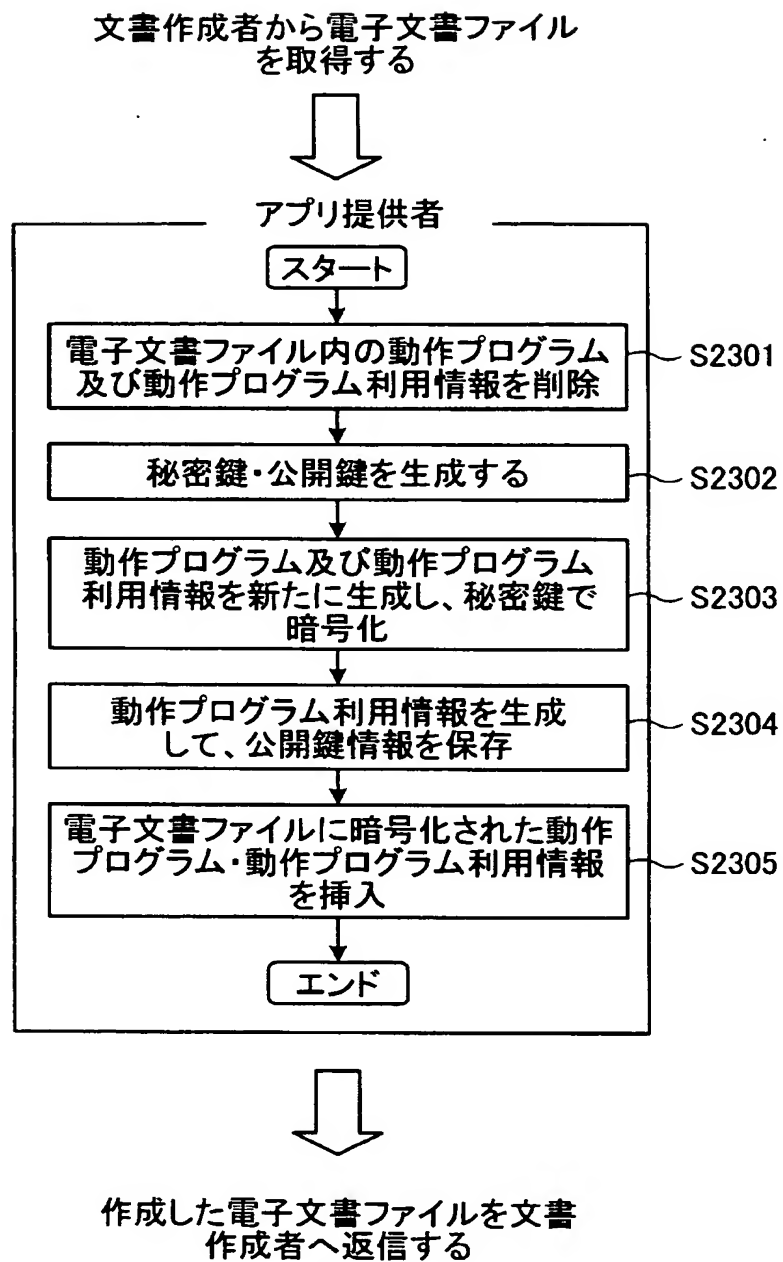 文書作成者から電子文書ファイル
を取得する
アプリ提供者
スタート
電子文書ファイル内の動作プログラム
及び動作プログラム利用情報を削除
S2301
秘密鍵・公開鍵を生成する
S2302
動作プログラム及び動作プログラム
利用情報を新たに生成し、秘密鍵で
暗号化
S2303
動作プログラム利用情報を生成
して、公開鍵情報を保存
S2304
電子文書ファイルに暗号化された動作
プログラム・動作プログラム利用情報
を挿入
S2305
エンド
作成した電子文書ファイルを文書
作成者へ返信する